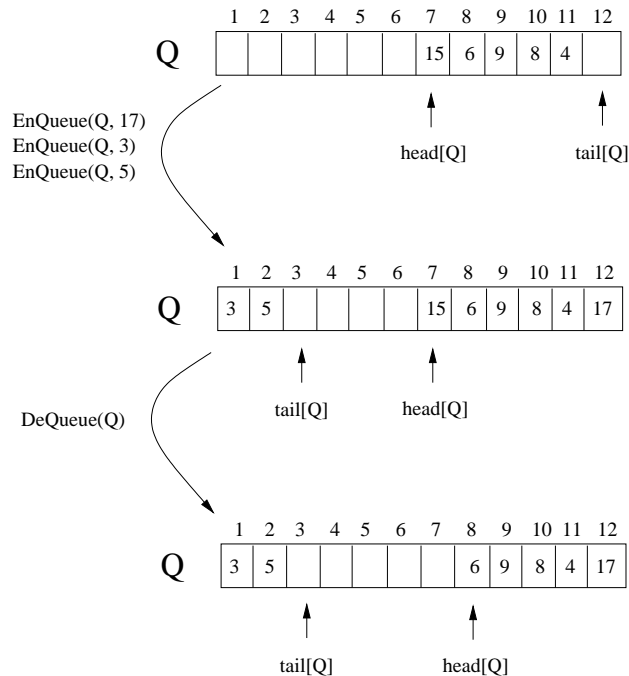 1 2 3 4 5 6 7 8 9 10 11 12
Q 15 6 9 8 4
head[Q] tail[Q]
EnQueue(Q, 17)
EnQueue(Q, 3)
EnQueue(Q, 5)
1 2 3 4 5 6 7 8 9 10 11 12
Q 3 5 15 6 9 8 4 17
tail[Q] head[Q]
DeQueue(Q)
1 2 3 4 5 6 7 8 9 10 11 12
Q 3 5 6 9 8 4 17
tail[Q] head[Q]